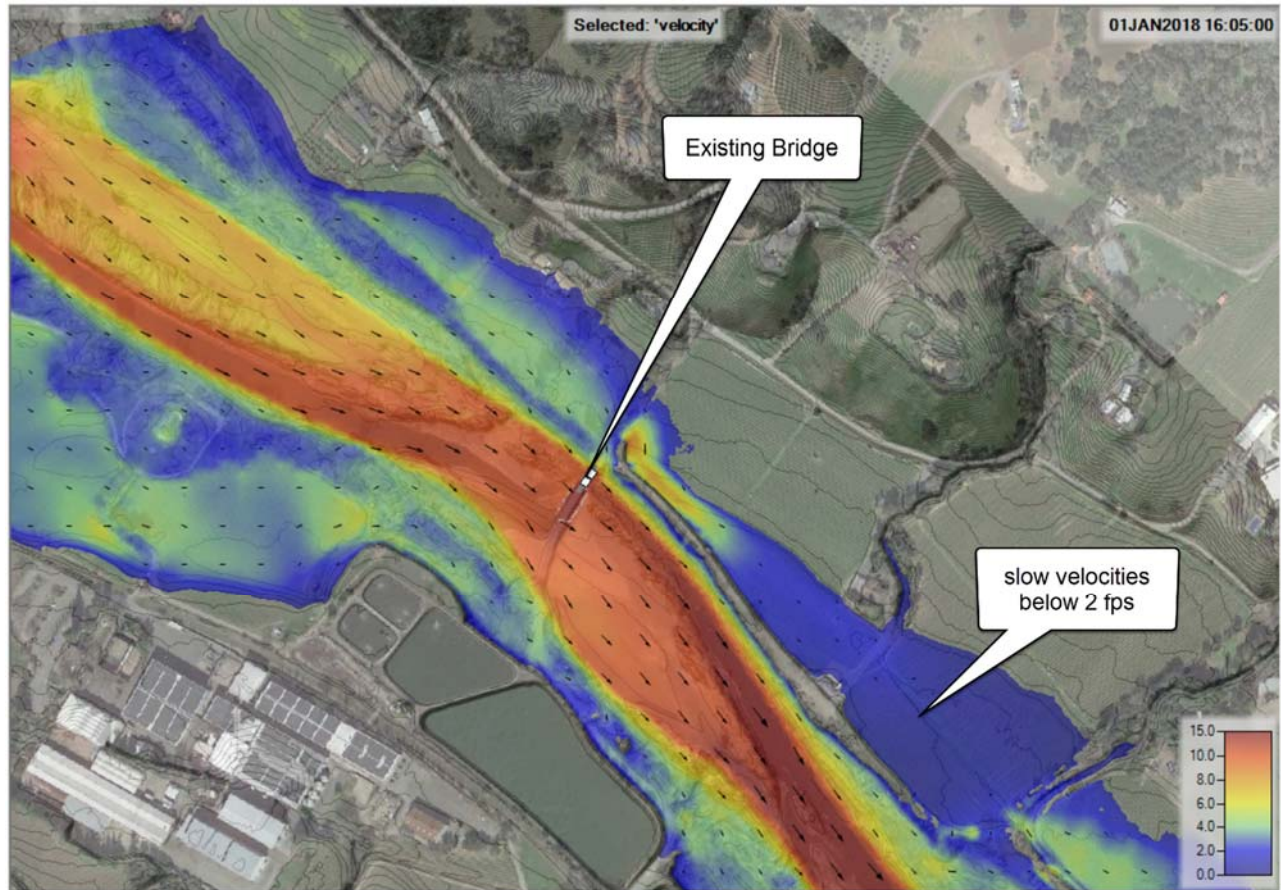 Selected: 'velocity'
01JAN2018 16:05:00
Existing Bridge
slow velocities
below 2 fps
15.0
10.0
8.0
6.0
4.0
2.0
0.0